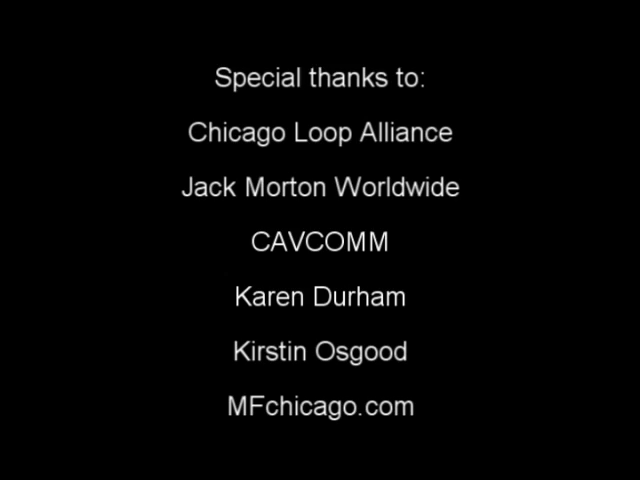 Special thanks to:
Chicago Loop Alliance
Jack Morton Worldwide
CAVCOMM
Karen Durham
Kirstin Osgood
MFchicago.com